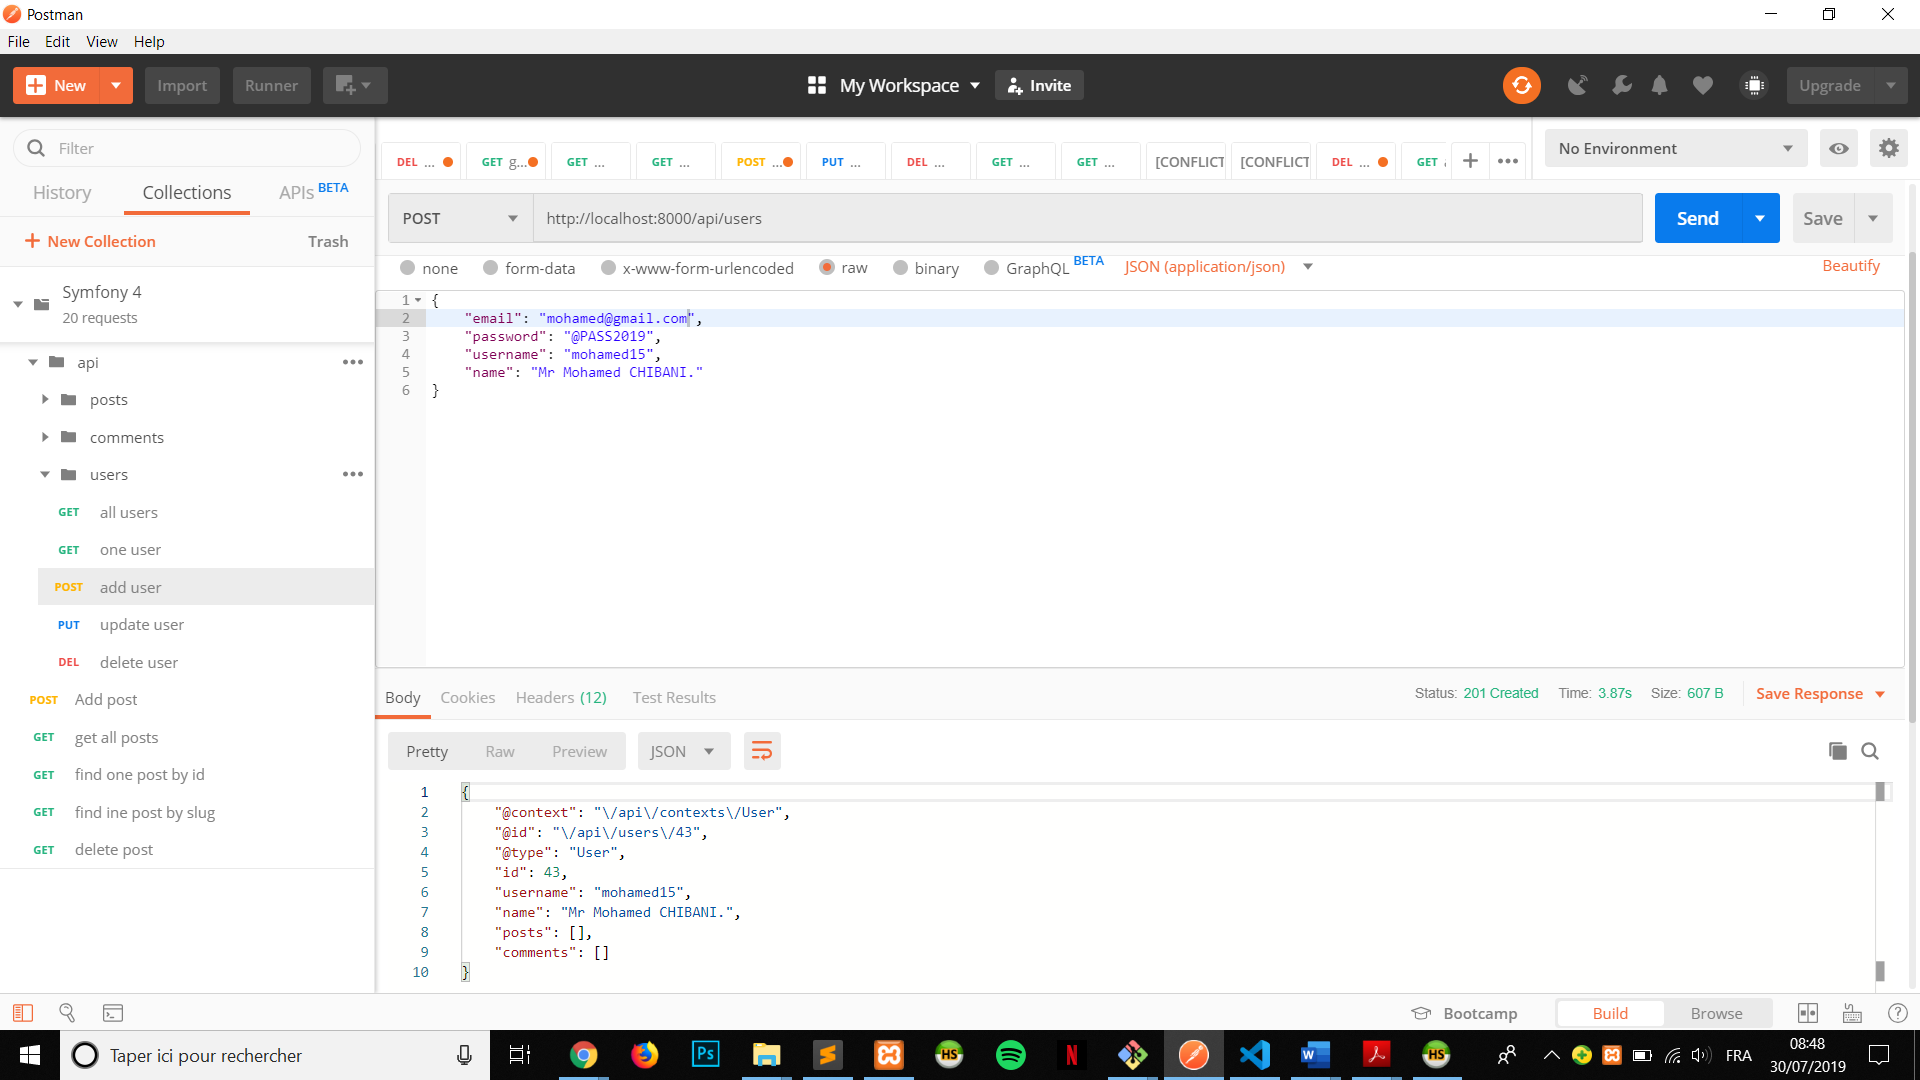 Postman
File Edit View Help
New Import Runner My Workspace Invite Upgrade
Filter
History Collections APIs BETA
New Collection Trash
Symfony 4
20 requests
api
posts
comments
users
GET all users
GET one user
POST add user
PUT update user
DEL delete user
POST Add post
GET get all posts
GET find one post by id
GET find ine post by slug
GET delete post
DEL ... GET g... GET ... GET ... POST ... PUT ... DEL ... GET ... GET ... [CONFLICT [CONFLICT DEL ... GET
No Environment
POST http://localhost:8000/api/users Send Save
none form-data x-www-form-urlencoded raw binary GraphQL BETA JSON (application/json) Beautify
1 {
2 "email": "mohamed@gmail.com",
3 "password": "@PASS2019",
4 "username": "mohamed15",
5 "name": "Mr Mohamed CHIBANI."
6 }
Body Cookies Headers (12) Test Results Status: 201 Created Time: 3.87s Size: 607 B Save Response
Pretty Raw Preview JSON
1 {
2 "@context": "\/api\/contexts\/User",
3 "@id": "\/api\/users\/43",
4 "@type": "User",
5 "id": 43,
6 "username": "mohamed15",
7 "name": "Mr Mohamed CHIBANI.",
8 "posts": [],
9 "comments": []
10 }
Bootcamp Build Browse
Taper ici pour rechercher
Ps
HS
N
W
HS
FRA
08:48
30/07/2019